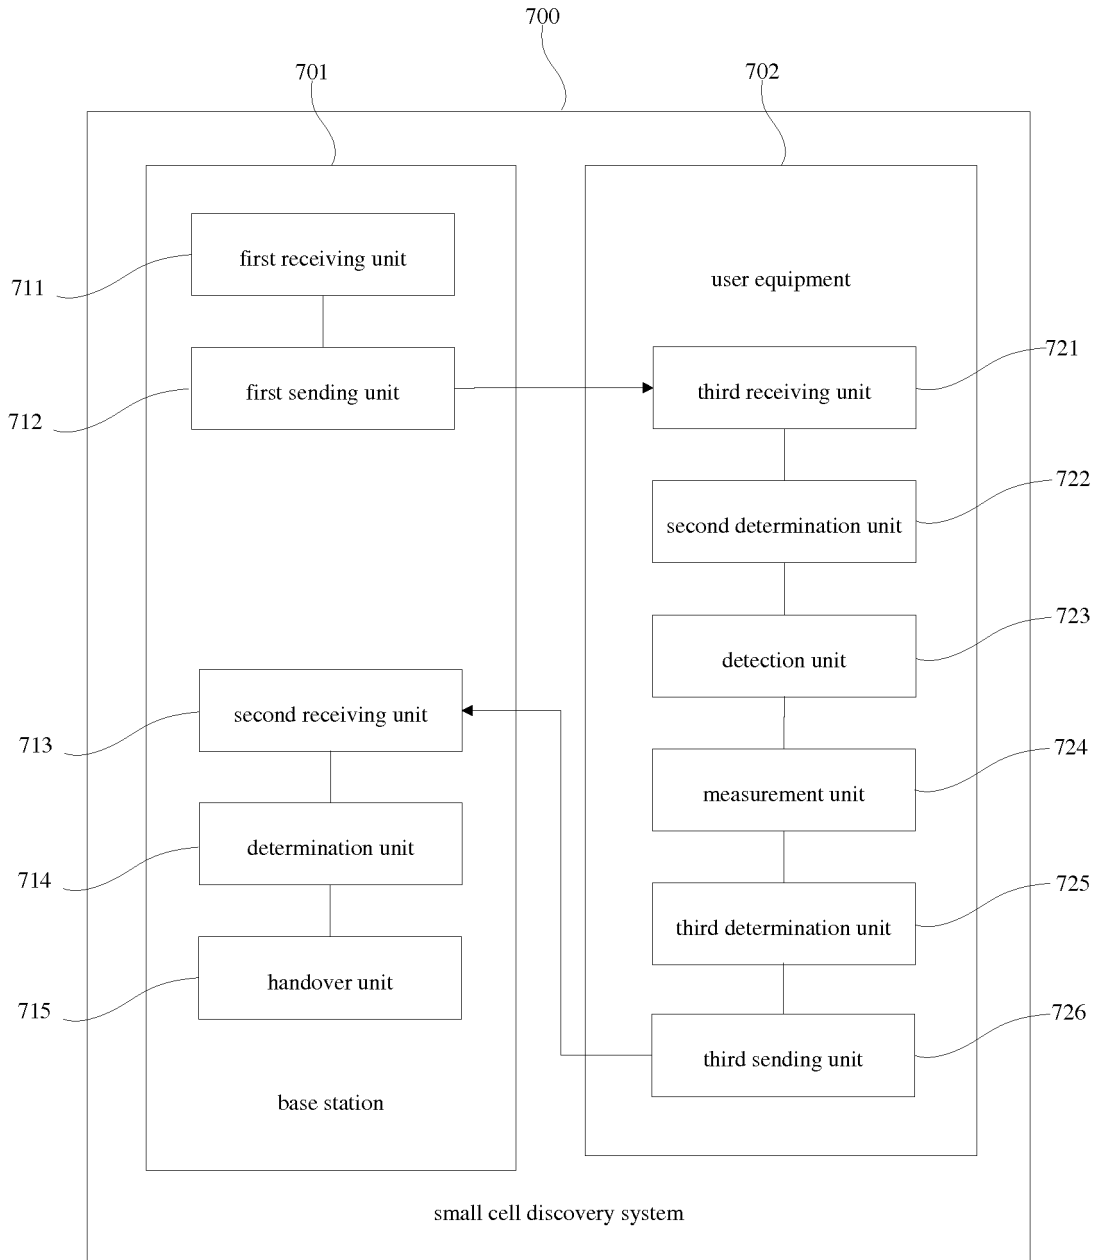 700
701
702
first receiving unit
711
user equipment
721
first sending unit
third receiving unit
712
722
second determination unit
723
detection unit
second receiving unit
713
724
measurement unit
determination unit
714
725
third determination unit
handover unit
715
726
third sending unit
base station
small cell discovery system